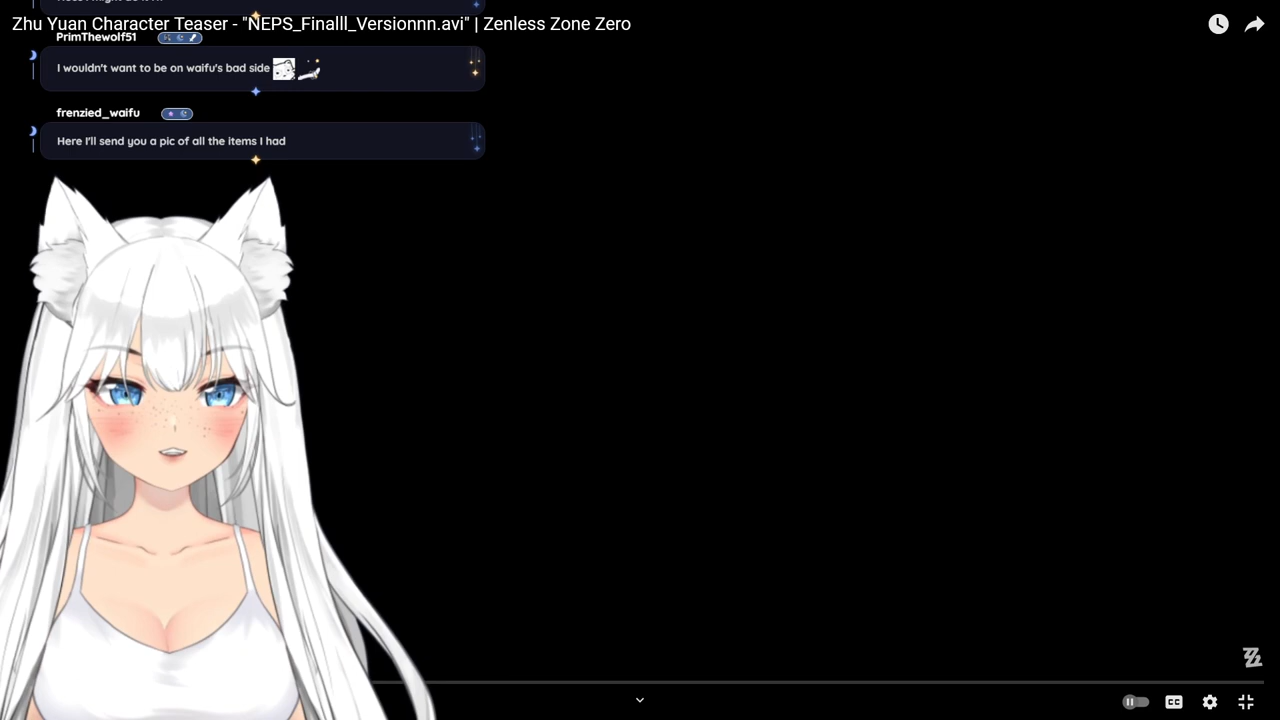 Zhu Yuan Character Teaser - "NEPS_Finalll_Versionnn.avi" | Zenless Zone Zero
PrimThewolf51
I wouldn't want to be on waifu's bad side
frenzied_waifu
Here I'll send you a pic of all the items I had
CC